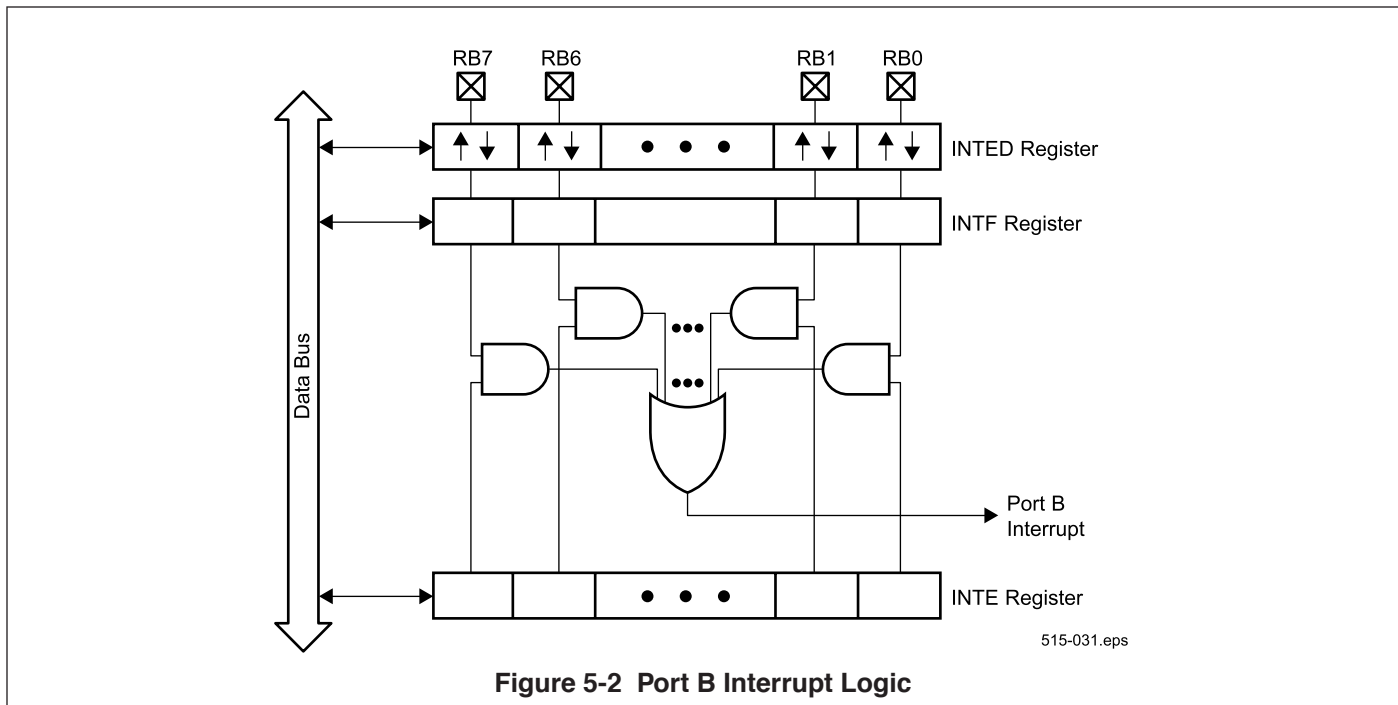 RB7 RB6 RB1 RB0
INTED Register
INTF Register
Data Bus
Port B
Interrupt
INTE Register
515-031.eps
Figure 5-2 Port B Interrupt Logic